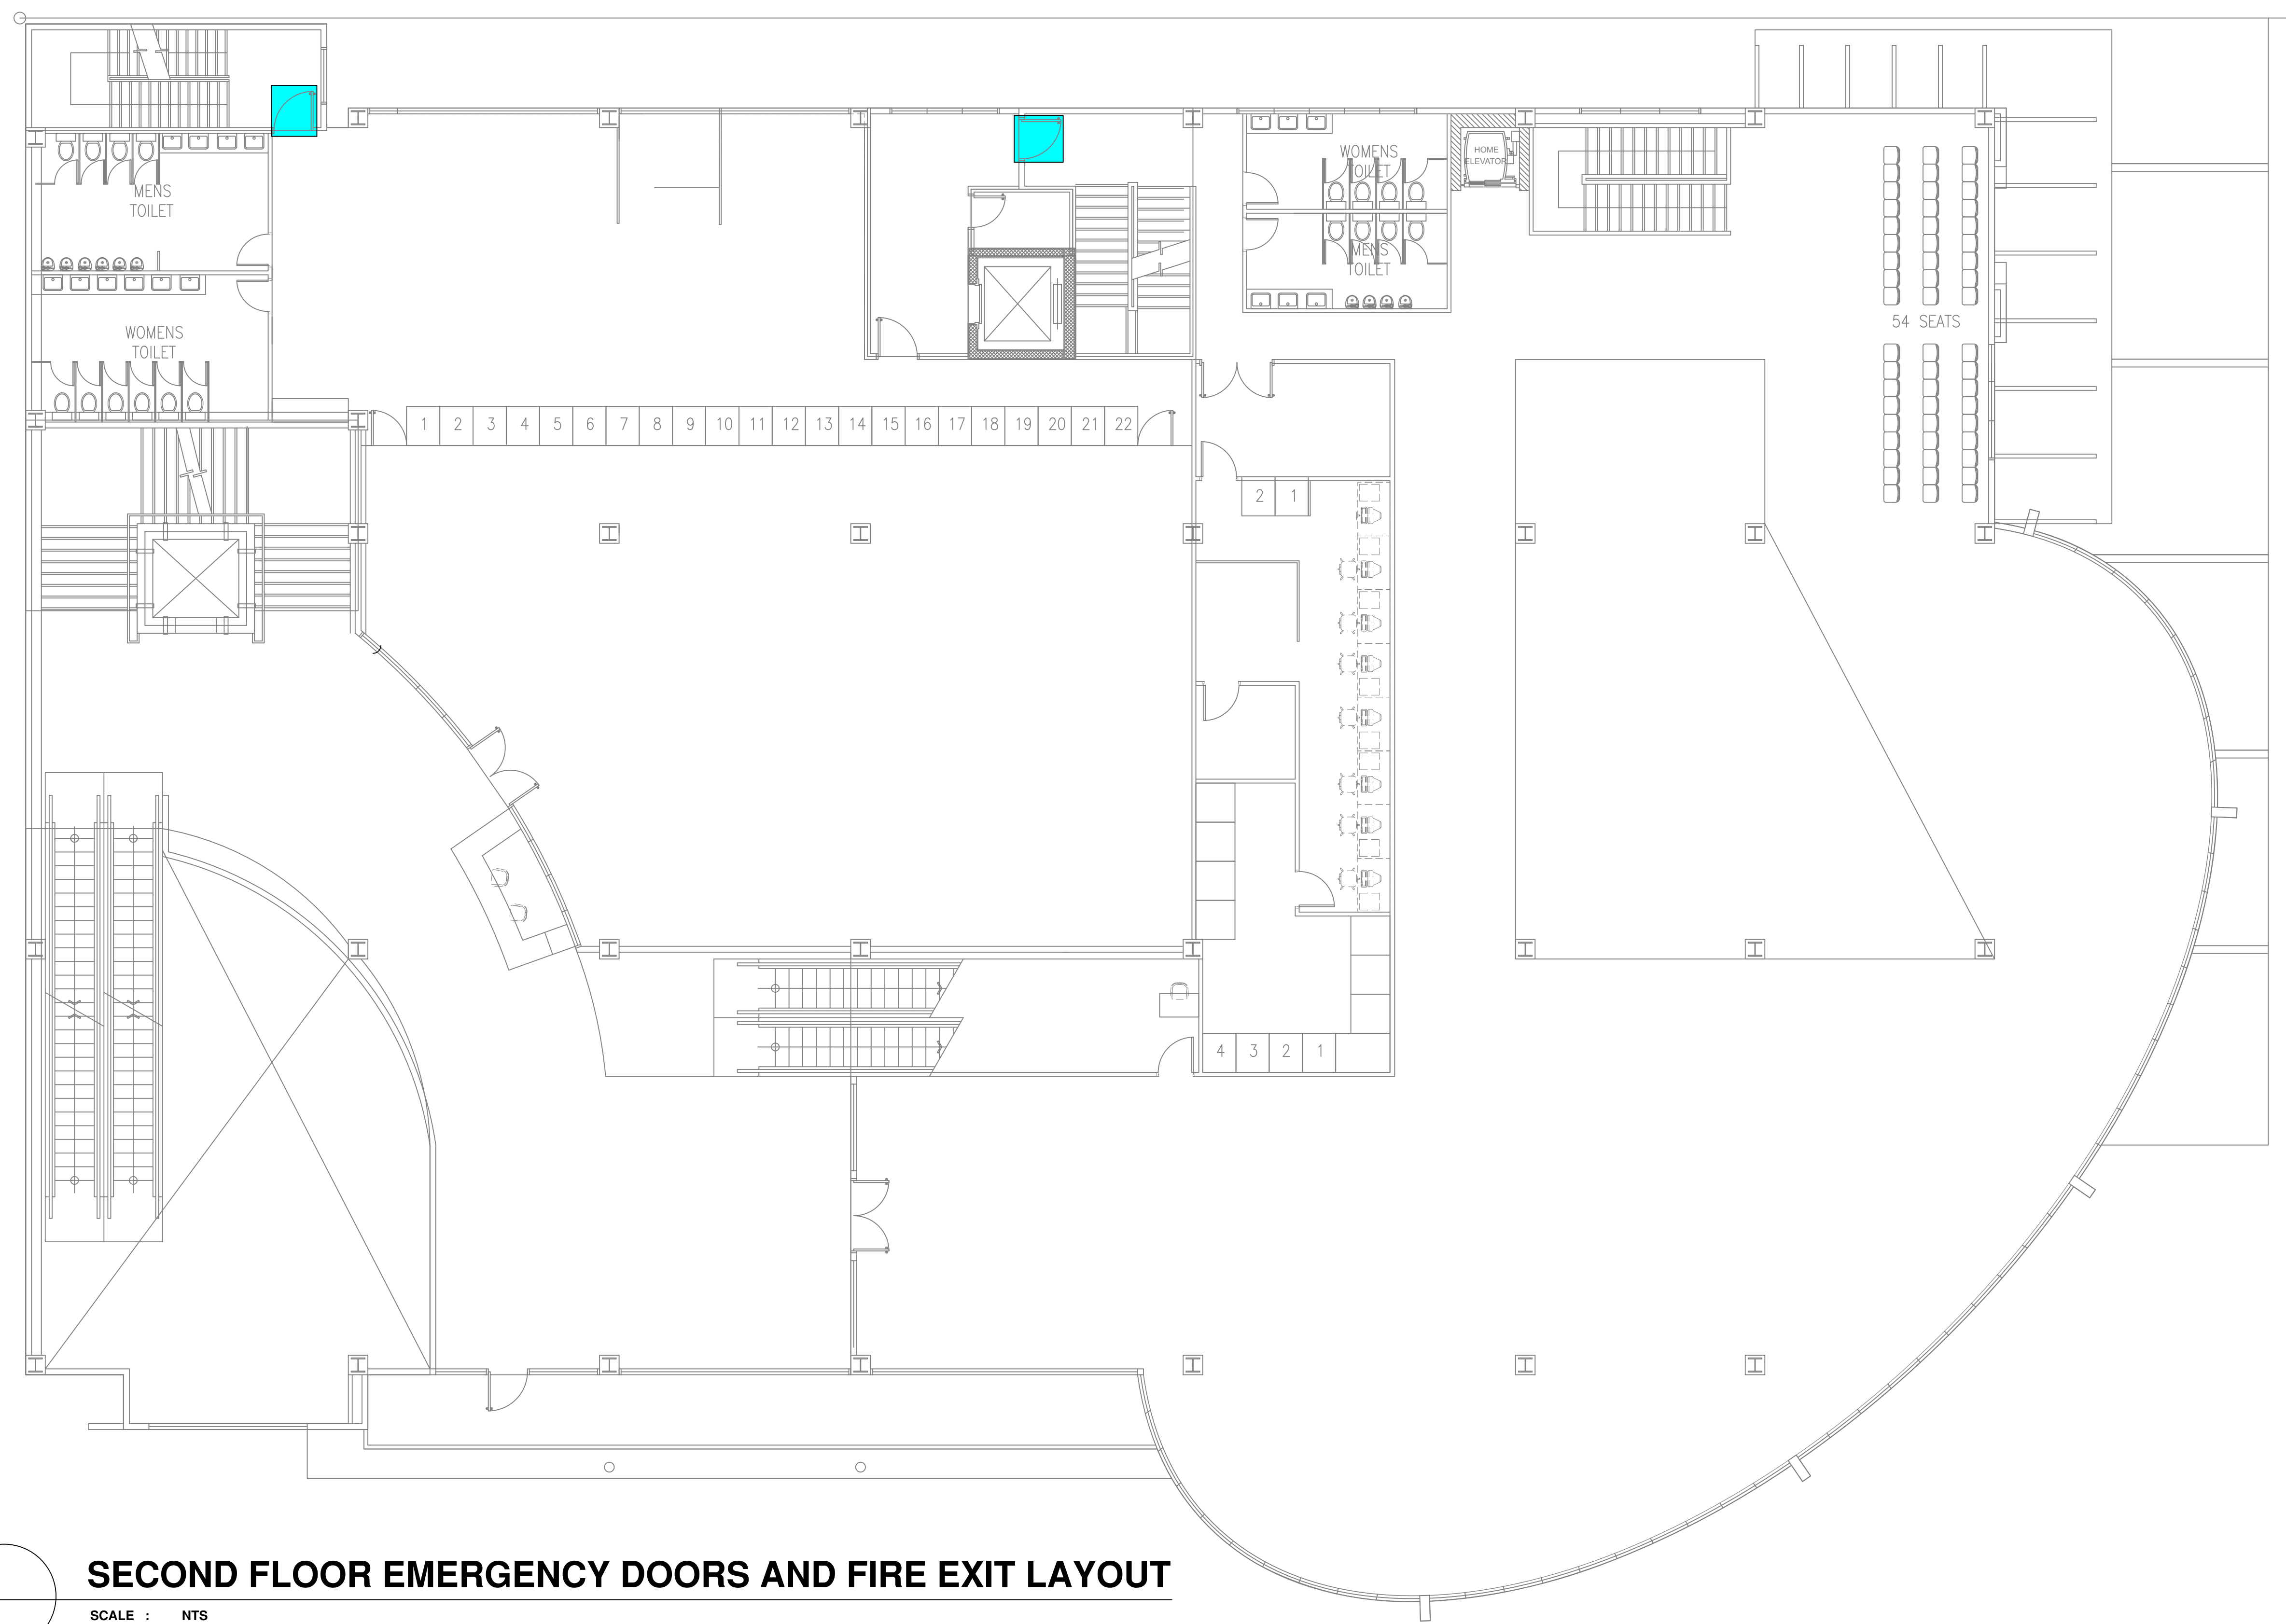 MENS
TOILET
WOMENS
TOILET
WOMENS
TOILET
MENS
TOILET
HOME
ELEVATOR
54 SEATS
1 2 3 4 5 6 7 8 9 10 11 12 13 14 15 16 17 18 19 20 21 22
2 1
4 3 2 1
SECOND FLOOR EMERGENCY DOORS AND FIRE EXIT LAYOUT
SCALE : NTS